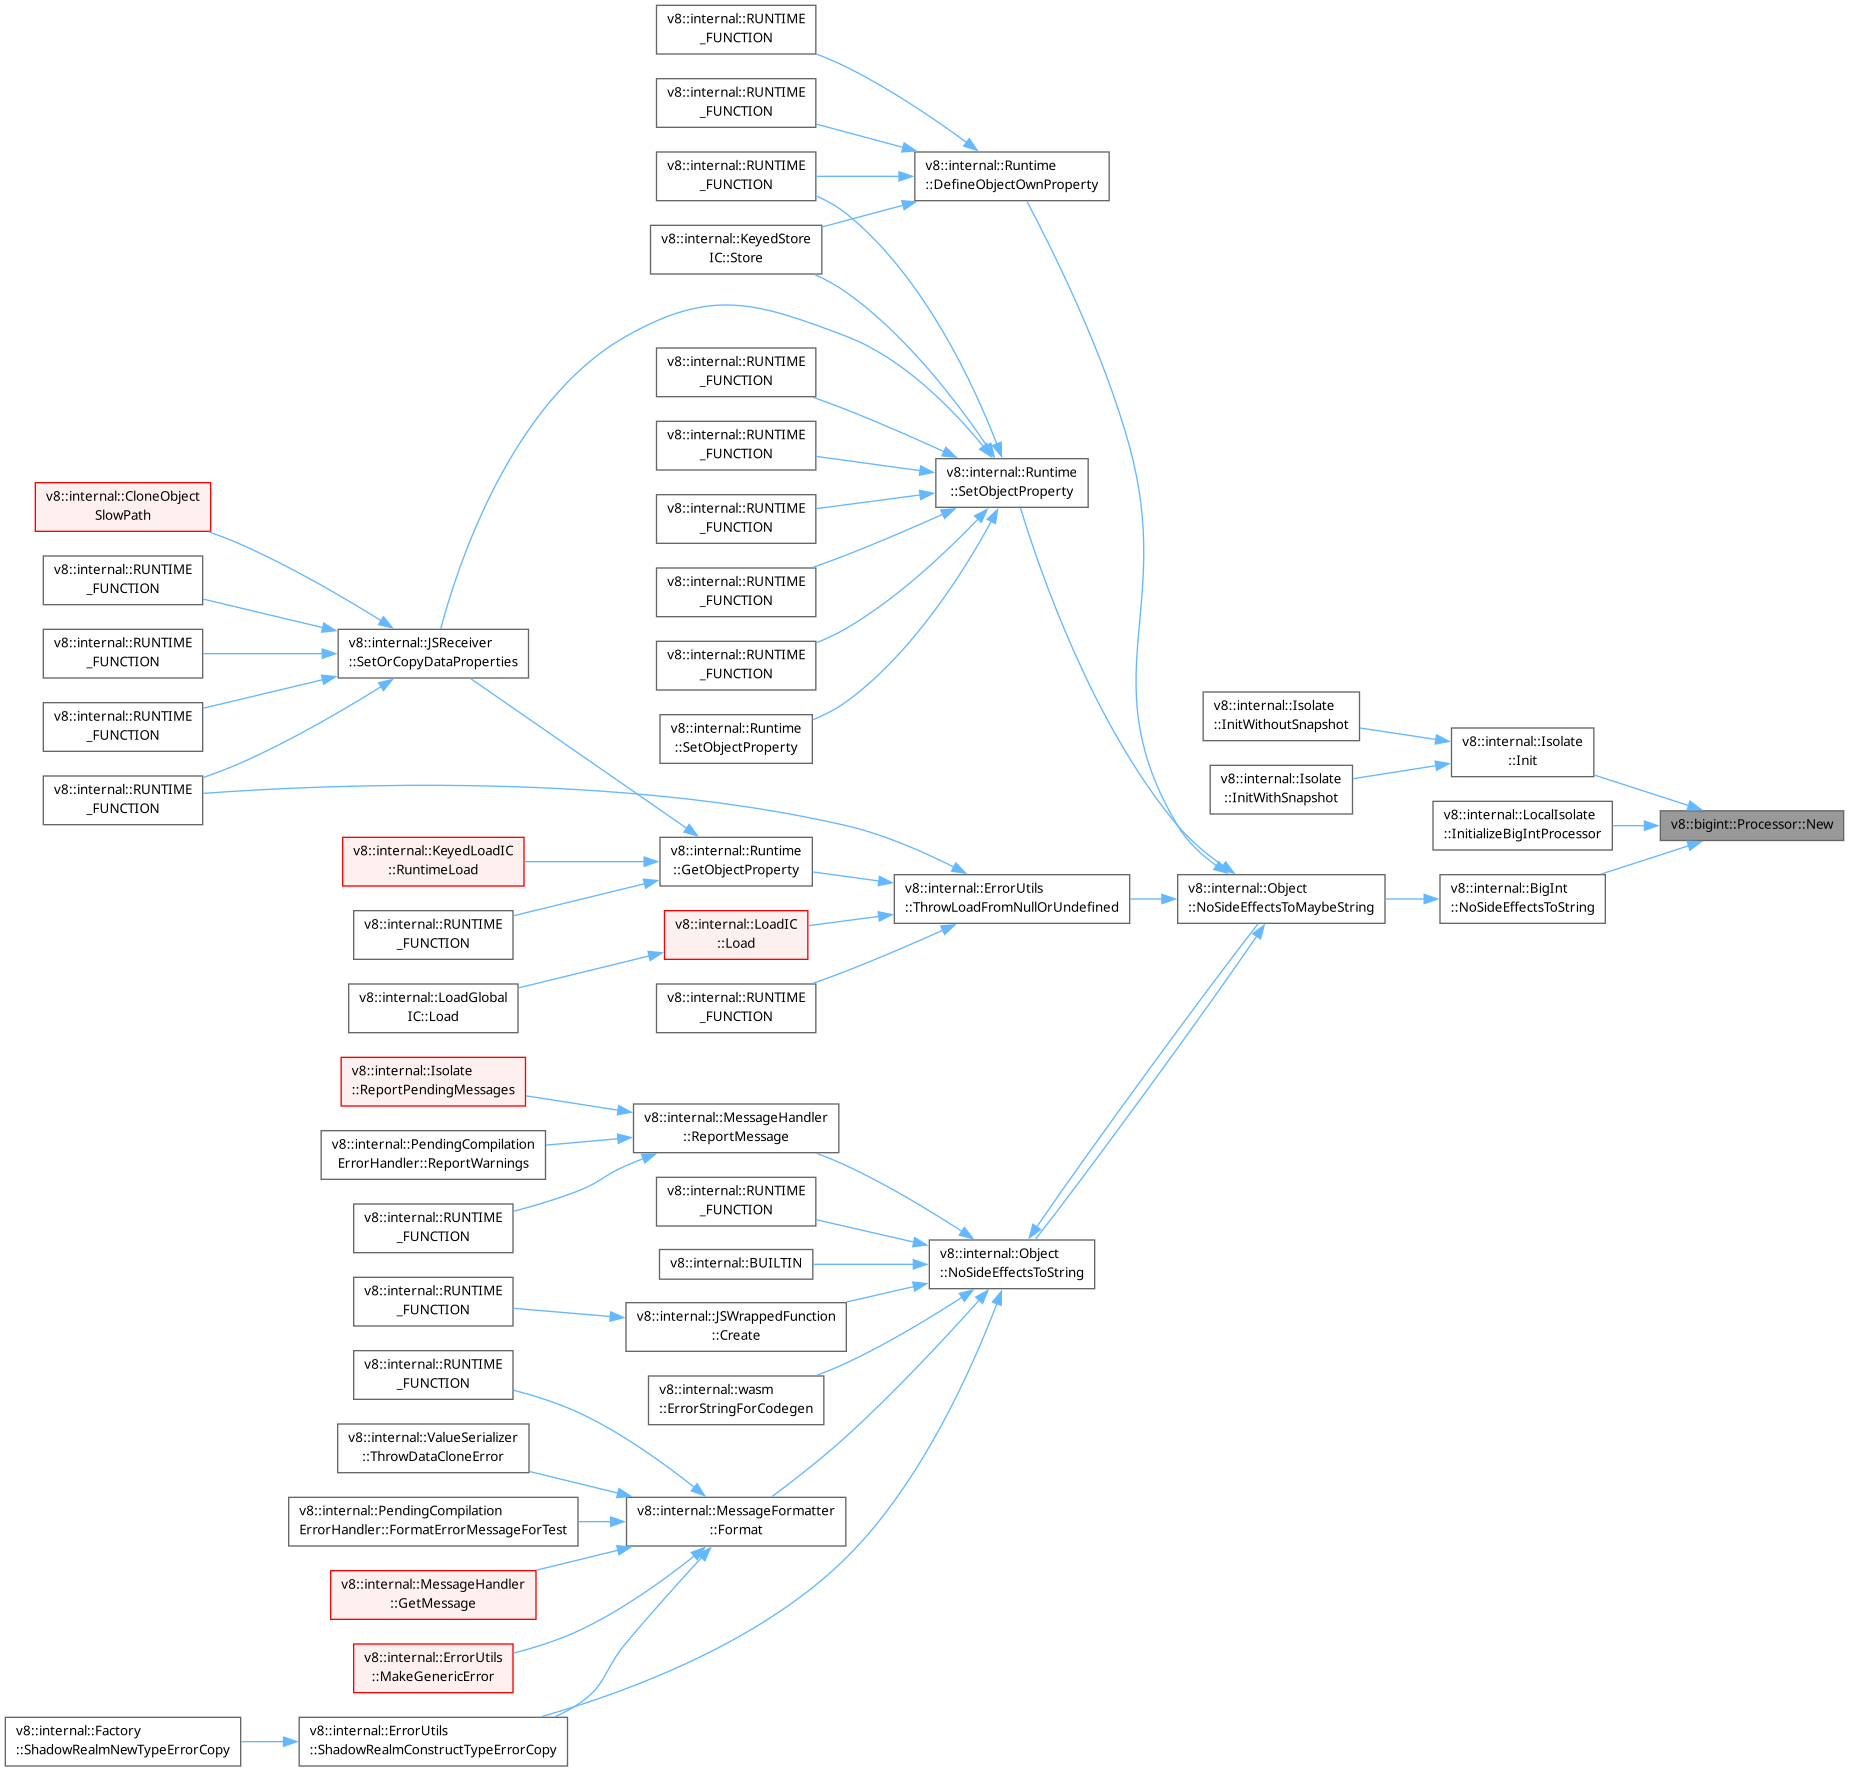 v8::internal::RUNTIME
_FUNCTION
v8::internal::RUNTIME
_FUNCTION
v8::internal::RUNTIME
_FUNCTION
v8::internal::Runtime
::DefineObjectOwnProperty
v8::internal::KeyedStore
IC::Store
v8::internal::RUNTIME
_FUNCTION
v8::internal::RUNTIME
_FUNCTION
v8::internal::Runtime
::SetObjectProperty
v8::internal::RUNTIME
_FUNCTION
v8::internal::RUNTIME
_FUNCTION
v8::internal::RUNTIME
_FUNCTION
v8::internal::Runtime
::SetObjectProperty
v8::internal::CloneObject
SlowPath
v8::internal::RUNTIME
_FUNCTION
v8::internal::RUNTIME
_FUNCTION
v8::internal::JSReceiver
::SetOrCopyDataProperties
v8::internal::RUNTIME
_FUNCTION
v8::internal::RUNTIME
_FUNCTION
v8::internal::Isolate
::InitWithoutSnapshot
v8::internal::Isolate
::Init
v8::internal::Isolate
::InitWithSnapshot
v8::internal::LocalIsolate
::InitializeBigIntProcessor
v8::bigint::Processor::New
v8::internal::KeyedLoadIC
::RuntimeLoad
v8::internal::Runtime
::GetObjectProperty
v8::internal::ErrorUtils
::ThrowLoadFromNullOrUndefined
v8::internal::Object
::NoSideEffectsToMaybeString
v8::internal::BigInt
::NoSideEffectsToString
v8::internal::RUNTIME
_FUNCTION
v8::internal::LoadIC
::Load
v8::internal::LoadGlobal
IC::Load
v8::internal::RUNTIME
_FUNCTION
v8::internal::Isolate
::ReportPendingMessages
v8::internal::MessageHandler
::ReportMessage
v8::internal::PendingCompilation
ErrorHandler::ReportWarnings
v8::internal::RUNTIME
_FUNCTION
v8::internal::RUNTIME
_FUNCTION
v8::internal::BUILTIN
v8::internal::Object
::NoSideEffectsToString
v8::internal::RUNTIME
_FUNCTION
v8::internal::JSWrappedFunction
::Create
v8::internal::RUNTIME
_FUNCTION
v8::internal::wasm
::ErrorStringForCodegen
v8::internal::ValueSerializer
::ThrowDataCloneError
v8::internal::PendingCompilation
ErrorHandler::FormatErrorMessageForTest
v8::internal::MessageFormatter
::Format
v8::internal::MessageHandler
::GetMessage
v8::internal::ErrorUtils
::MakeGenericError
v8::internal::Factory
::ShadowRealmNewTypeErrorCopy
v8::internal::ErrorUtils
::ShadowRealmConstructTypeErrorCopy